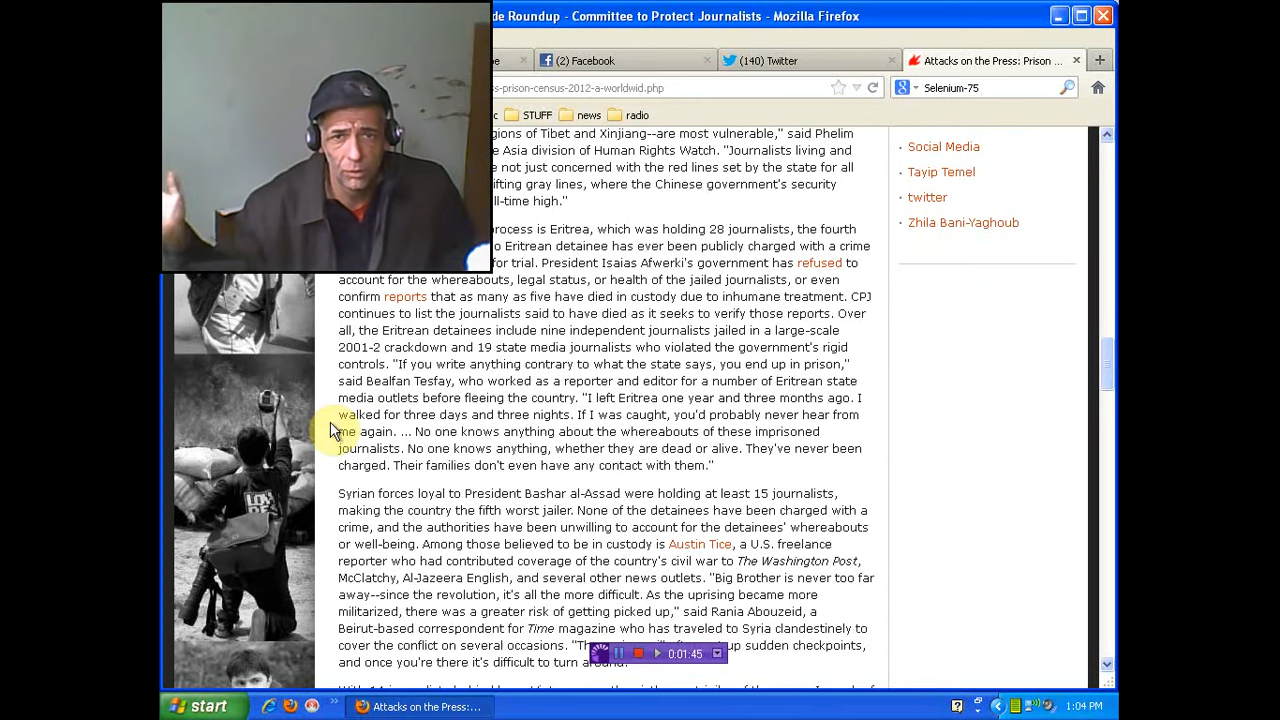 de Roundup - Committee to Protect Journalists - Mozilla Firefox
e
(2) Facebook
(140) Twitter
Attacks on the Press: Prison ...
ss-prison-census-2012-a-worldwid.php
Selenium-75
c
STUFF
news
radio
gions of Tibet and Xinjiang--are most vulnerable," said Phelim
e Asia division of Human Rights Watch. "Journalists living and
e not just concerned with the red lines set by the state for all
ifting gray lines, where the Chinese government's security
ll-time high."
process is Eritrea, which was holding 28 journalists, the fourth
o Eritrean detainee has ever been publicly charged with a crime
for trial. President Isaias Afwerki's government has refused to
account for the whereabouts, legal status, or health of the jailed journalists, or even
confirm reports that as many as five have died in custody due to inhumane treatment. CPJ
continues to list the journalists said to have died as it seeks to verify those reports. Over
all, the Eritrean detainees include nine independent journalists jailed in a large-scale
2001-2 crackdown and 19 state media journalists who violated the government's rigid
controls. "If you write anything contrary to what the state says, you end up in prison,"
said Bealfan Tesfay, who worked as a reporter and editor for a number of Eritrean state
media outlets before fleeing the country. "I left Eritrea one year and three months ago. I
walked for three days and three nights. If I was caught, you'd probably never hear from
me again. ... No one knows anything about the whereabouts of these imprisoned
journalists. No one knows anything, whether they are dead or alive. They've never been
charged. Their families don't even have any contact with them."
Syrian forces loyal to President Bashar al-Assad were holding at least 15 journalists,
making the country the fifth worst jailer. None of the detainees have been charged with a
crime, and the authorities have been unwilling to account for the detainees' whereabouts
or well-being. Among those believed to be in custody is Austin Tice, a U.S. freelance
reporter who had contributed coverage of the country's civil war to The Washington Post,
McClatchy, Al-Jazeera English, and several other news outlets. "Big Brother is never too far
away--since the revolution, it's all the more difficult. As the uprising became more
militarized, there was a greater risk of getting picked up," said Rania Abouzeid, a
Beirut-based correspondent for Time magazine who has traveled to Syria clandestinely to
cover the conflict on several occasions. "Th up sudden checkpoints,
and once you're there it's difficult to turn around."
Social Media
Tayip Temel
twitter
Zhila Bani-Yaghoub
0:01:45
start
Attacks on the Press:...
1:04 PM